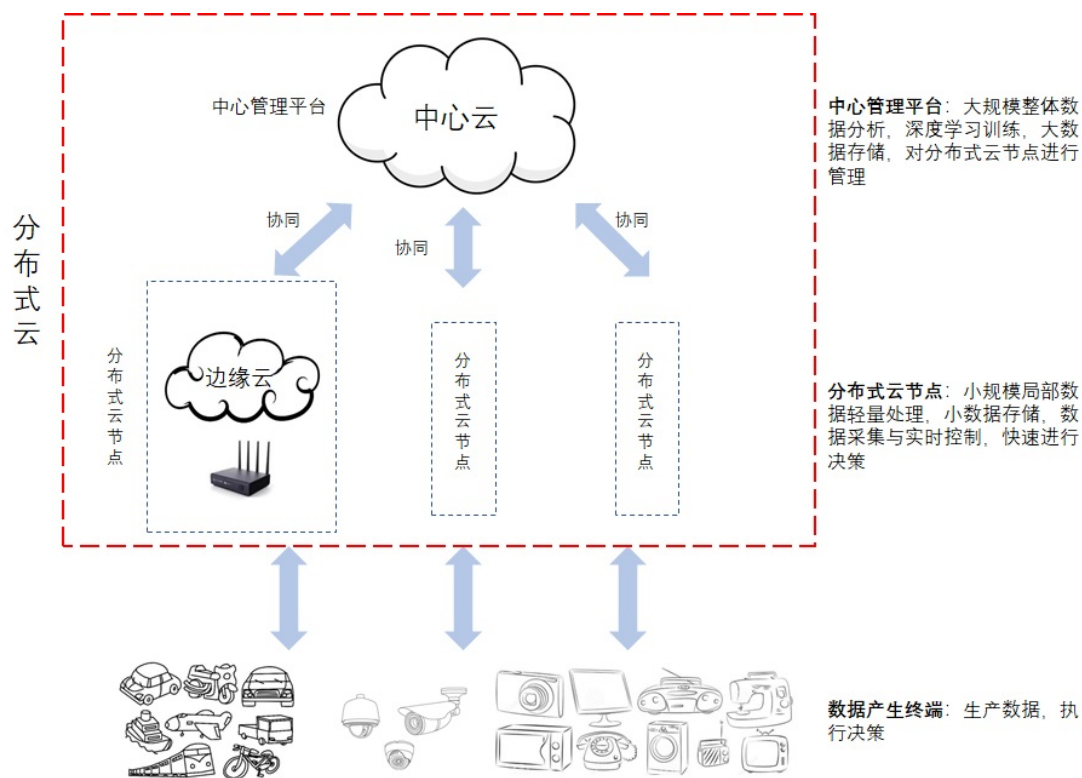 中心管理平台
中心云
中心管理平台：大规模整体数
据分析，深度学习训练，大数
据存储，对分布式云节点进行
管理
分布式云
协同
协同
协同
分布式云节点
边缘云
分布式云节点
分布式云节点
分布式云节点：小规模局部数
据轻量处理，小数据存储，数
据采集与实时控制，快速进行
决策
数据产生终端：生产数据，执
行决策